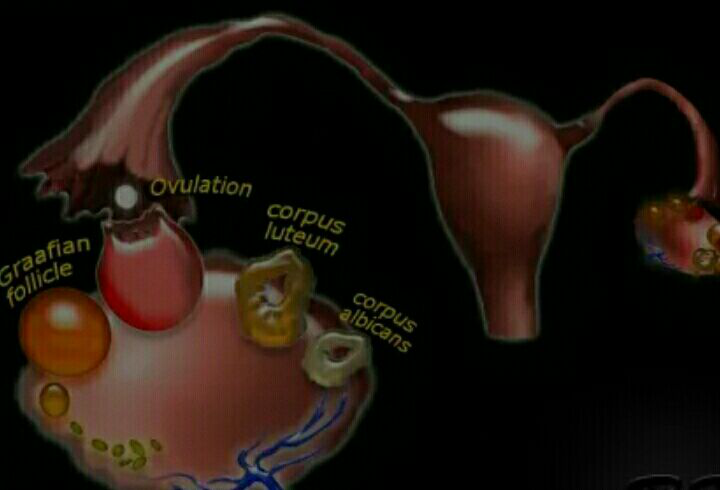 Ovulation
corpus
luteum
Graafian
follicle
corpus
albicans